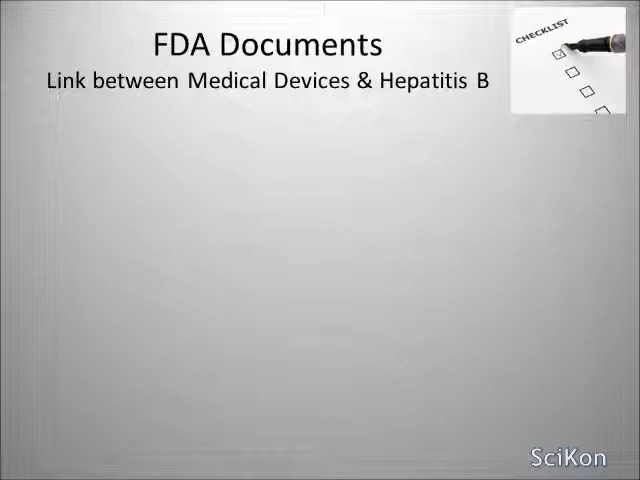 FDA Documents
Link between Medical Devices & Hepatitis B
CHECKLIST
SciKon